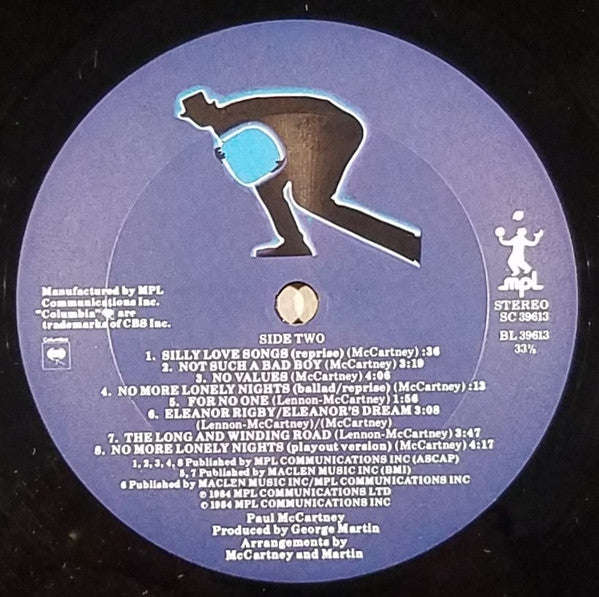 mpl
STEREO
SC 39613
BL 39613
33⅓
Manufactured by MPL
Communications Inc.
"Columbia" are
trademarks of CBS Inc.
Columbia
SIDE TWO
1. SILLY LOVE SONGS (reprise) (McCartney) :36
2. NOT SUCH A BAD BOY (McCartney) 3:19
3. NO VALUES (McCartney) 4:06
4. NO MORE LONELY NIGHTS (ballad/reprise) (McCartney) :13
5. FOR NO ONE (Lennon-McCartney) 1:56
6. ELEANOR RIGBY/ELEANOR'S DREAM 3:08
(Lennon-McCartney)/(McCartney)
7. THE LONG AND WINDING ROAD (Lennon-McCartney) 3:47
8. NO MORE LONELY NIGHTS (playout version) (McCartney) 4:17
1, 2, 3, 4, 8 Published by MPL COMMUNICATIONS INC (ASCAP)
5, 7 Published by MACLEN MUSIC INC (BMI)
6 Published by MACLEN MUSIC INC/MPL COMMUNICATIONS INC
℗ 1984 MPL COMMUNICATIONS LTD
© 1984 MPL COMMUNICATIONS INC
Paul McCartney
Produced by George Martin
Arrangements by
McCartney and Martin